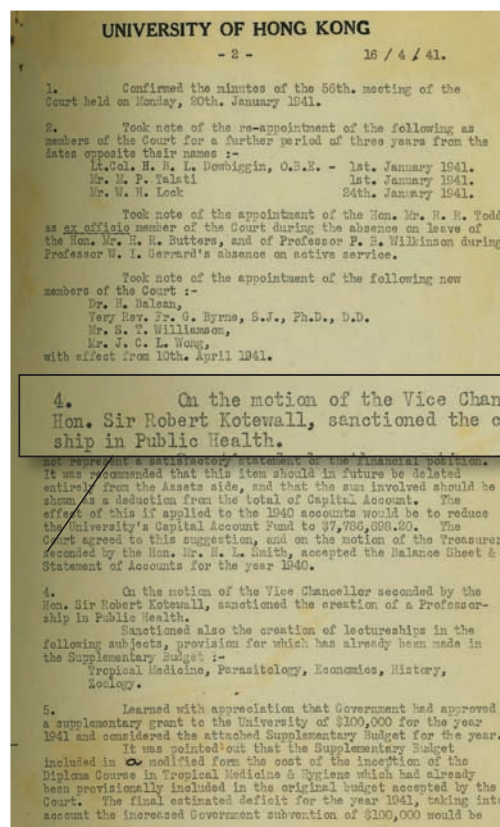 UNIVERSITY OF HONG KONG
- 2 -
16 / 4 / 41.
1. Confirmed the minutes of the 56th. meeting of the
Court held on Monday, 20th. January 1941.
2. Took note of the re-appointment of the following as
members of the Court for a further period of three years from the
dates opposite their names :-
Lt.Col. H. B. L. Dowbiggin, O.B.E. - 1st. January 1941.
Mr. M. P. Talati 1st. January 1941.
Mr. W. H. Lock 24th. January 1941.
Took note of the appointment of the Hon. Mr. R. R. Todd
as ex officio member of the Court during the absence on leave of
the Hon. Mr. H. R. Butters, and of Professor P. B. Wilkinson during
Professor W. I. Gerrard's absence on active service.
Took note of the appointment of the following new
members of the Court :-
Dr. H. Balean,
Very Rev. Fr. G. Byrne, S.J., Ph.D., D.D.
Mr. S. T. Williamson,
Mr. J. C. L. Wong,
with effect from 10th. April 1941.
4. On the motion of the Vice Chan
Hon. Sir Robert Kotewall, sanctioned the c
ship in Public Health.
not represent a satisfactory statement of the financial position.
It was recommended that this item should in future be deleted
entirely from the Assets side, and that the sum involved should be
shown as a deduction from the total of Capital Account. The
effect of this if applied to the 1940 accounts would be to reduce
the University's Capital Account Fund to $7,786,698.20. The
Court agreed to this suggestion, and on the motion of the Treasurer
seconded by the Hon. Mr. N. L. Smith, accepted the Balance Sheet &
Statement of Accounts for the year 1940.
4. On the motion of the Vice Chancellor seconded by the
Hon. Sir Robert Kotewall, sanctioned the creation of a Professor-
ship in Public Health.
Sanctioned also the creation of lectureships in the
following subjects, provision for which has already been made in
the Supplementary Budget :-
Tropical Medicine, Parasitology, Economics, History,
Zoology.
5. Learned with appreciation that Government had approved
a supplementary grant to the University of $100,000 for the year
1941 and considered the attached Supplementary Budget for the year.
It was pointed out that the Supplementary Budget
included in a modified form the cost of the inception of the
Diploma Course in Tropical Medicine & Hygiene which had already
been provisionally included in the original budget accepted by the
Court. The final estimated deficit for the year 1941, taking into
account the increased Government subvention of $100,000 would be